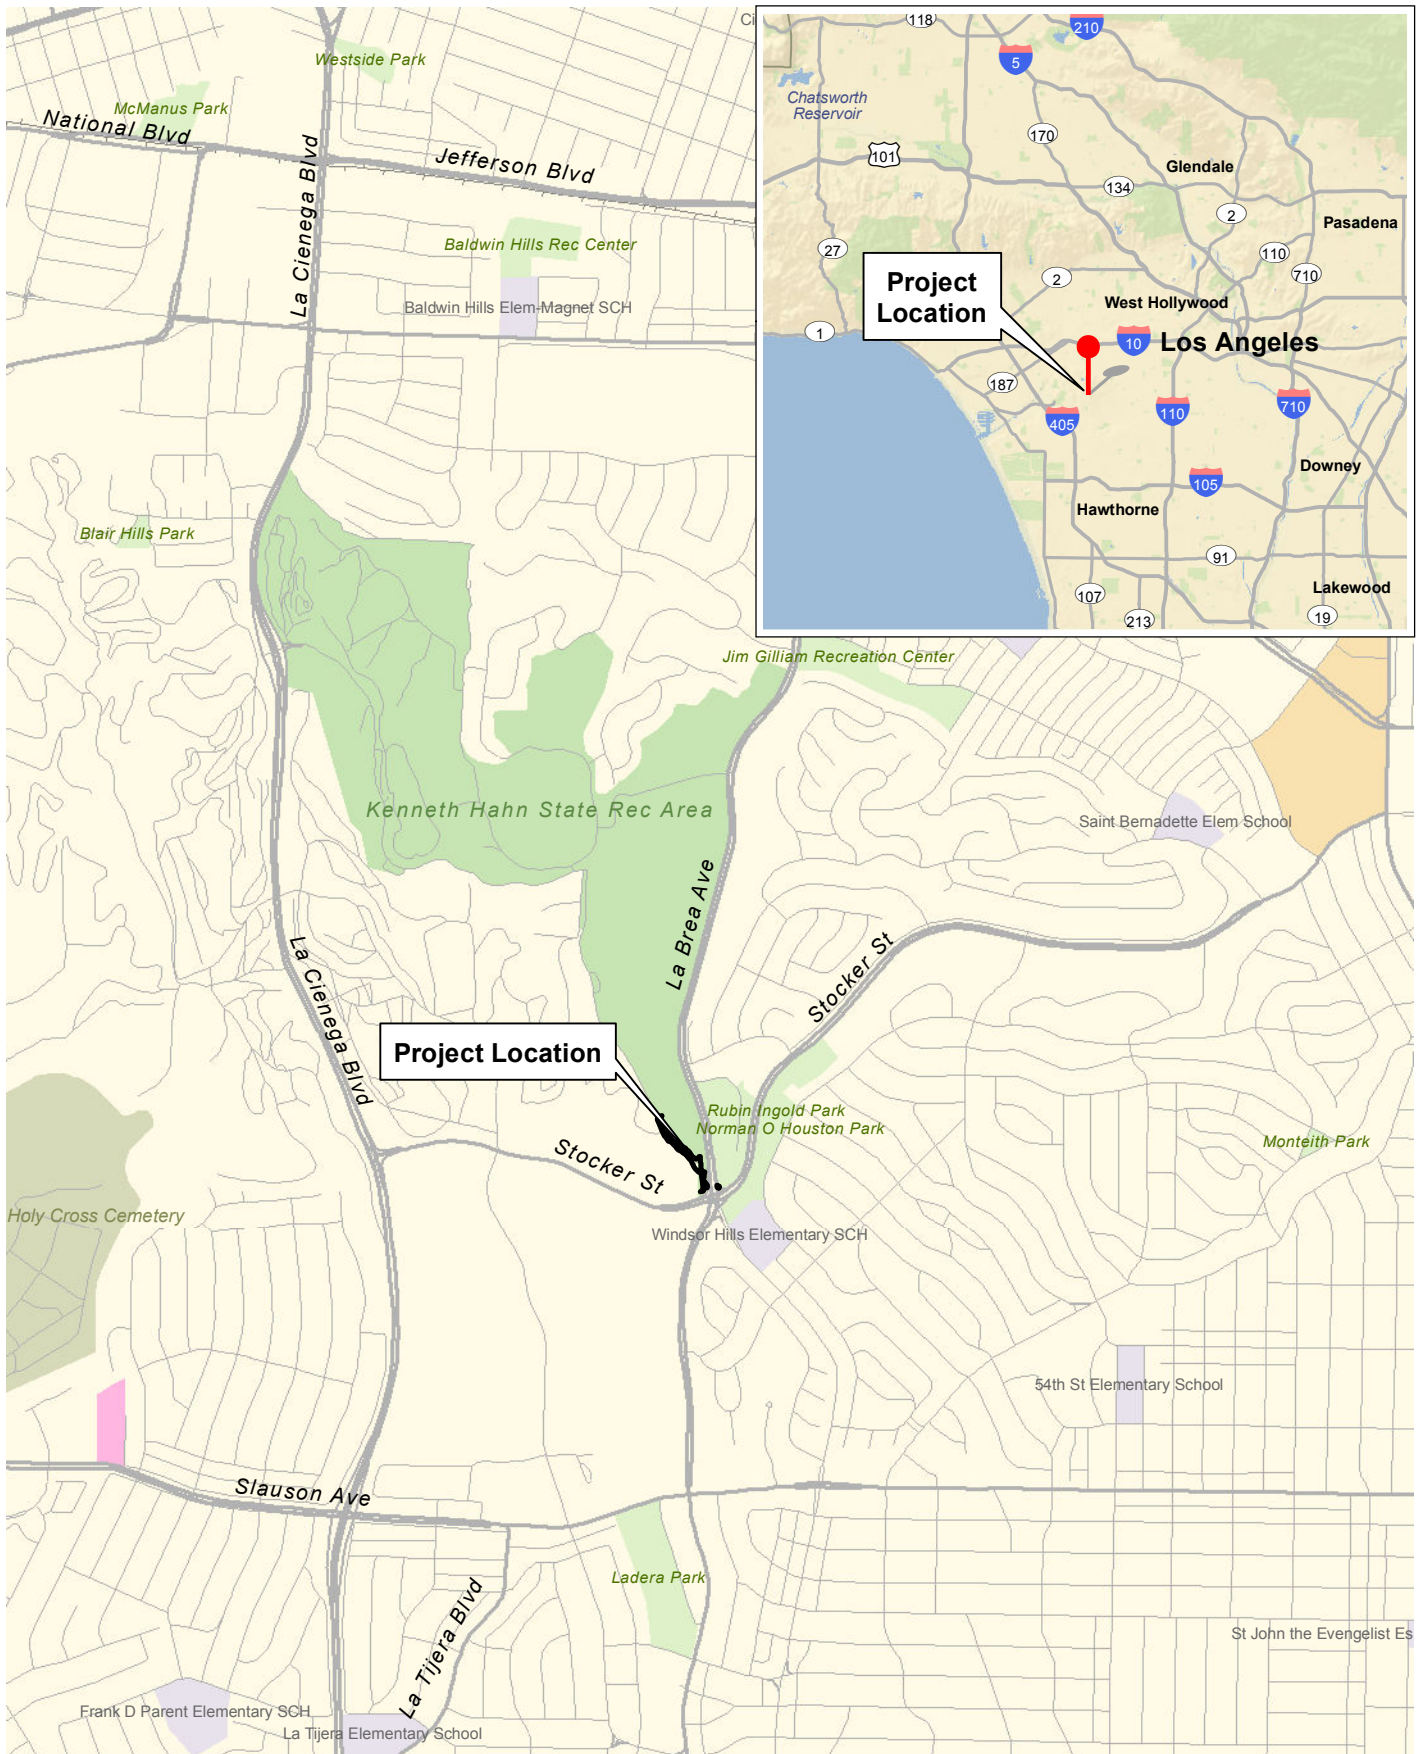 Ci
Westside Park
McManus Park
National Blvd
Jefferson Blvd
La Cienega Blvd
Baldwin Hills Rec Center
Baldwin Hills Elem-Magnet SCH
118
210
5
Chatsworth
Reservoir
170
101
Glendale
134
2
Pasadena
27
110
710
2
Project
Location
West Hollywood
1
10
Los Angeles
187
405
110
710
Downey
105
Hawthorne
91
Lakewood
107
213
19
Blair Hills Park
Jim Gilliam Recreation Center
Kenneth Hahn State Rec Area
Saint Bernadette Elem School
La Brea Ave
Stocker St
La Cienega Blvd
Project Location
Rubin Ingold Park
Norman O Houston Park
Monteith Park
Stocker St
Holy Cross Cemetery
Windsor Hills Elementary SCH
54th St Elementary School
Slauson Ave
Ladera Park
La Tijera Blvd
St John the Evengelist Es
Frank D Parent Elementary SCH
La Tijera Elementary School